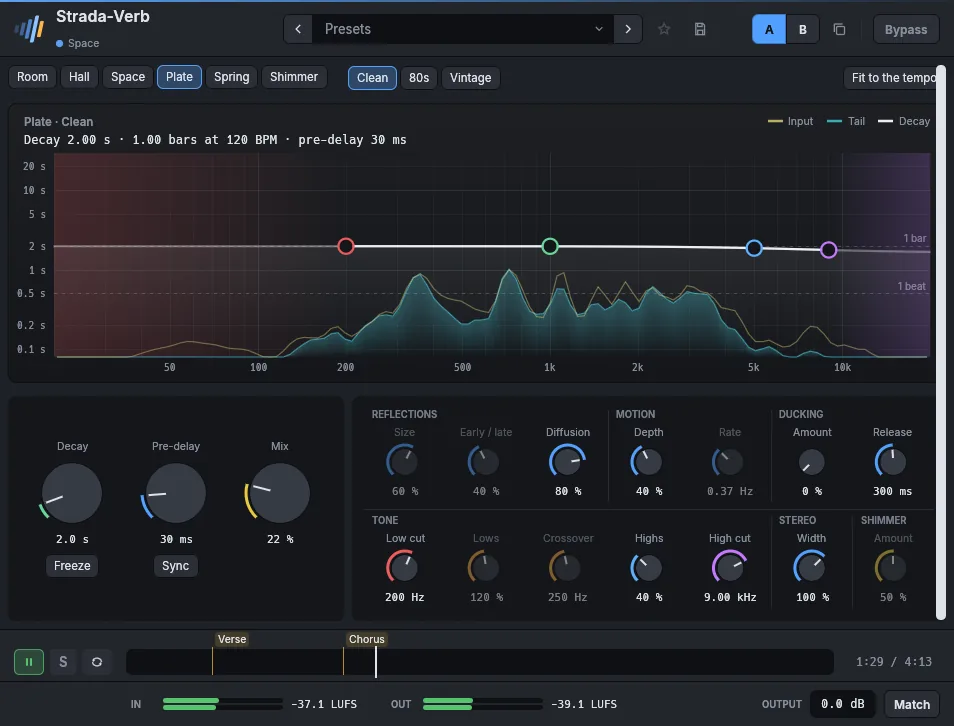 Strada-Verb
Space
Presets
A B
Bypass
Room Hall Space Plate Spring Shimmer Clean 80s Vintage
Fit to the tempo
Plate · Clean
Decay 2.00 s · 1.00 bars at 120 BPM · pre-delay 30 ms
Input Tail Decay
20 s
10 s
5 s
2 s
1 s
0.5 s
0.2 s
0.1 s
1 bar
1 beat
50 100 200 500 1k 2k 5k 10k
Decay Pre-delay Mix
2.0 s 30 ms 22 %
Freeze Sync
REFLECTIONS MOTION DUCKING
Size Early / late Diffusion Depth Rate Amount Release
60 % 40 % 80 % 40 % 0.37 Hz 0 % 300 ms
TONE STEREO SHIMMER
Low cut Lows Crossover Highs High cut Width Amount
200 Hz 120 % 250 Hz 40 % 9.00 kHz 100 % 50 %
Verse Chorus
S
1:29 / 4:13
IN -37.1 LUFS OUT -39.1 LUFS OUTPUT 0.0 dB Match